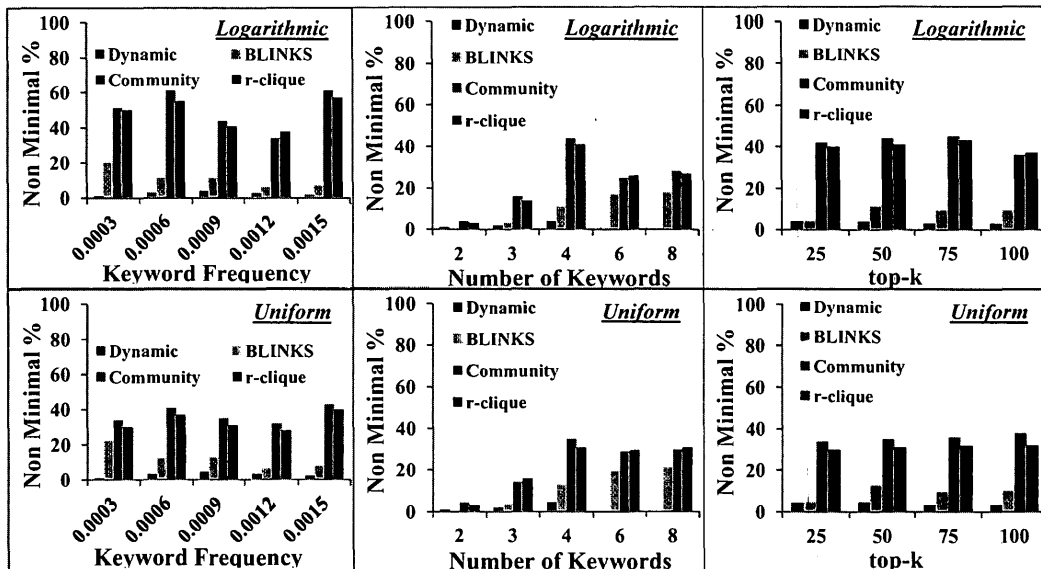 Logarithmic
Non Minimal %
100
80
60
40
20
0
Dynamic
BLINKS
Community
r-clique
0.0003
0.0006
0.0009
0.0012
0.0015
Keyword Frequency
Logarithmic
Non Minimal %
100
80
60
40
20
0
Dynamic
BLINKS
Community
r-clique
2
3
4
6
8
Number of Keywords
Logarithmic
Non Minimal %
100
80
60
40
20
0
Dynamic
BLINKS
Community
r-clique
25
50
75
100
top-k
Uniform
Non Minimal %
100
80
60
40
20
0
Dynamic
BLINKS
Community
r-clique
0.0003
0.0006
0.0009
0.0012
0.0015
Keyword Frequency
Uniform
Non Minimal %
100
80
60
40
20
0
Dynamic
BLINKS
Community
r-clique
2
3
4
6
8
Number of Keywords
Uniform
Non Minimal %
100
80
60
40
20
0
Dynamic
BLINKS
Community
r-clique
25
50
75
100
top-k